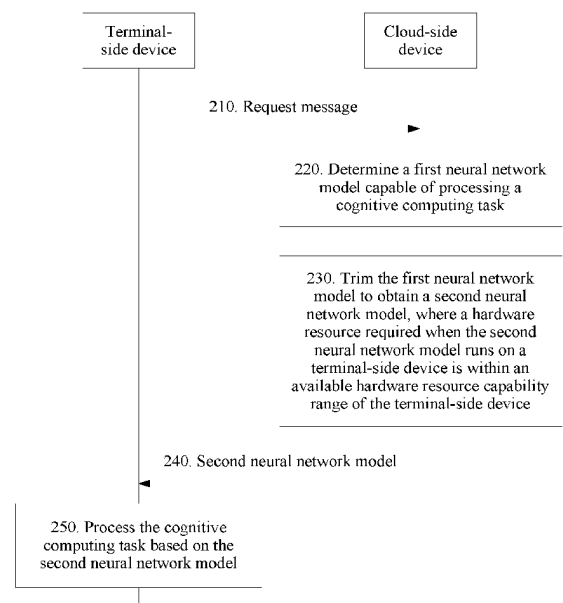 Terminal-
side device
Cloud-side
device
210. Request message
220. Determine a first neural network
model capable of processing a
cognitive computing task
230. Trim the first neural network
model to obtain a second neural
network model, where a hardware
resource required when the second
neural network model runs on a
terminal-side device is within an
available hardware resource capability
range of the terminal-side device
240. Second neural network model
250. Process the cognitive
computing task based on the
second neural network model